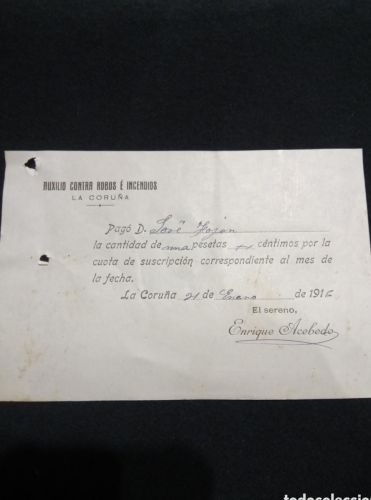 AUXILIO CONTRA ROBOS É INCENDIOS
LA CORUÑA
Pagó D. José
la cantidad de una pesetas céntimos por la
cuota de suscripción correspondiente al mes de
la fecha.
La Coruña 21 de Enero de 191
El sereno,
Enrique Acebedo
todocoleccion